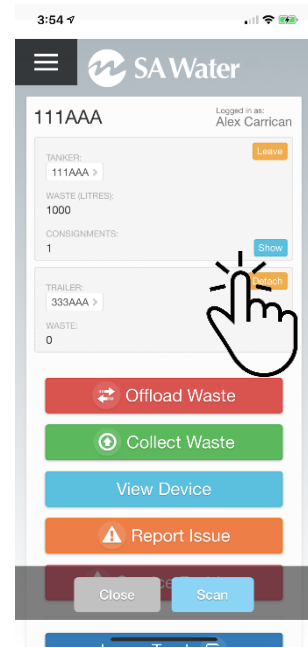 3:54
SA Water
111AAA
Logged in as:
Alex Carrican
TANKER:
Leave
111AAA >
WASTE (LITRES):
1000
CONSIGNMENTS:
1
Show
TRAILER:
Detach
333AAA >
WASTE:
0
Offload Waste
Collect Waste
View Device
Report Issue
Close
Scan